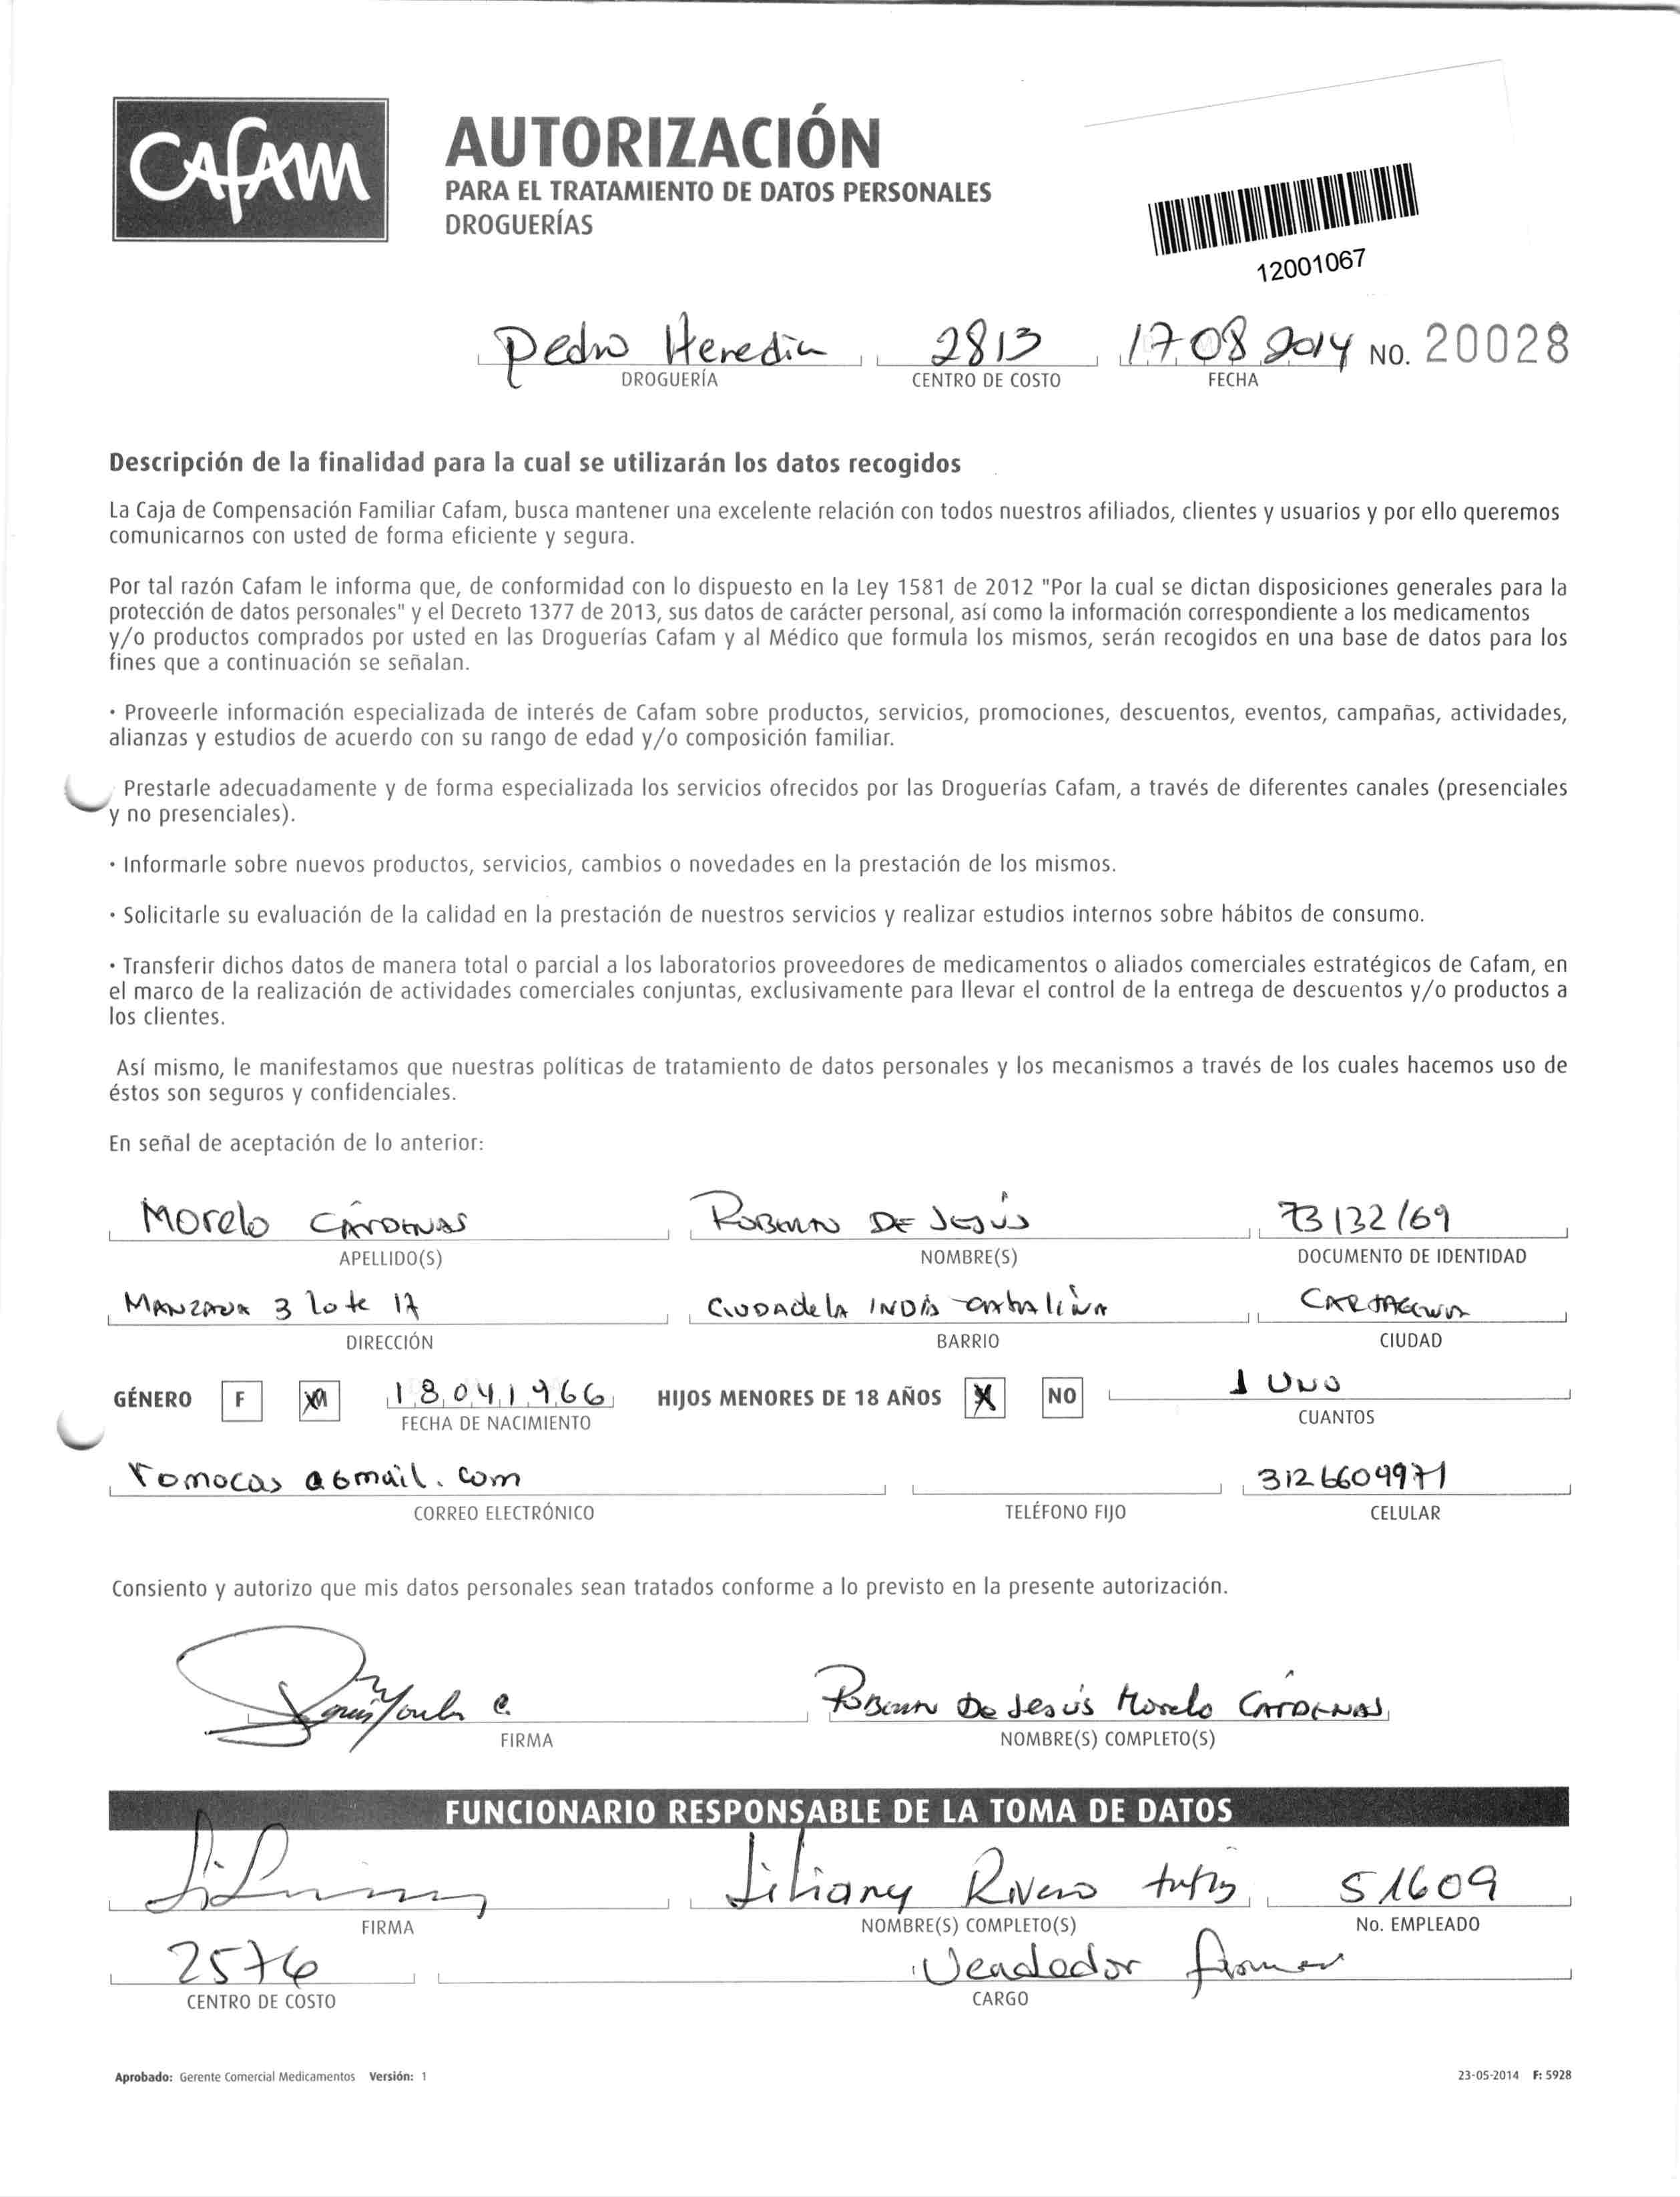 Cafam
AUTORIZACIÓN
PARA EL TRATAMIENTO DE DATOS PERSONALES
DROGUERÍAS
12001067
Pedro Heredia 2813 17 08 2014 NO. 20028
DROGUERÍA CENTRO DE COSTO FECHA
Descripción de la finalidad para la cual se utilizarán los datos recogidos
La Caja de Compensación Familiar Cafam, busca mantener una excelente relación con todos nuestros afiliados, clientes y usuarios y por ello queremos
comunicarnos con usted de forma eficiente y segura.
Por tal razón Cafam le informa que, de conformidad con lo dispuesto en la Ley 1581 de 2012 "Por la cual se dictan disposiciones generales para la
protección de datos personales" y el Decreto 1377 de 2013, sus datos de carácter personal, así como la información correspondiente a los medicamentos
y/o productos comprados por usted en las Droguerías Cafam y al Médico que formula los mismos, serán recogidos en una base de datos para los
fines que a continuación se señalan.
· Proveerle información especializada de interés de Cafam sobre productos, servicios, promociones, descuentos, eventos, campañas, actividades,
alianzas y estudios de acuerdo con su rango de edad y/o composición familiar.
Prestarle adecuadamente y de forma especializada los servicios ofrecidos por las Droguerías Cafam, a través de diferentes canales (presenciales
y no presenciales).
· Informarle sobre nuevos productos, servicios, cambios o novedades en la prestación de los mismos.
· Solicitarle su evaluación de la calidad en la prestación de nuestros servicios y realizar estudios internos sobre hábitos de consumo.
· Transferir dichos datos de manera total o parcial a los laboratorios proveedores de medicamentos o aliados comerciales estratégicos de Cafam, en
el marco de la realización de actividades comerciales conjuntas, exclusivamente para llevar el control de la entrega de descuentos y/o productos a
los clientes.
Así mismo, le manifestamos que nuestras políticas de tratamiento de datos personales y los mecanismos a través de los cuales hacemos uso de
éstos son seguros y confidenciales.
En señal de aceptación de lo anterior:
Morelo CÁRDENAS ROBERTO DE JESÚS 73132169
APELLIDO(S) NOMBRE(S) DOCUMENTO DE IDENTIDAD
MANZANA 3 lote 17 CIUDADELA INDIA CATALINA CARTAGENA
DIRECCIÓN BARRIO CIUDAD
GÉNERO F M 18 04 1966 HIJOS MENORES DE 18 AÑOS X NO 1 UNO
FECHA DE NACIMIENTO CUANTOS
romocas @Gmail.com 3126609971
CORREO ELECTRÓNICO TELÉFONO FIJO CELULAR
Consiento y autorizo que mis datos personales sean tratados conforme a lo previsto en la presente autorización.
ROBERTO De Jesús Morelo CÁRDENAS
FIRMA NOMBRE(S) COMPLETO(S)
FUNCIONARIO RESPONSABLE DE LA TOMA DE DATOS
Liliany Rivero 51609
FIRMA NOMBRE(S) COMPLETO(S) No. EMPLEADO
2576 Vendedor
CENTRO DE COSTO CARGO
Aprobado: Gerente Comercial Medicamentos Versión: 1 23-05-2014 F: 5928